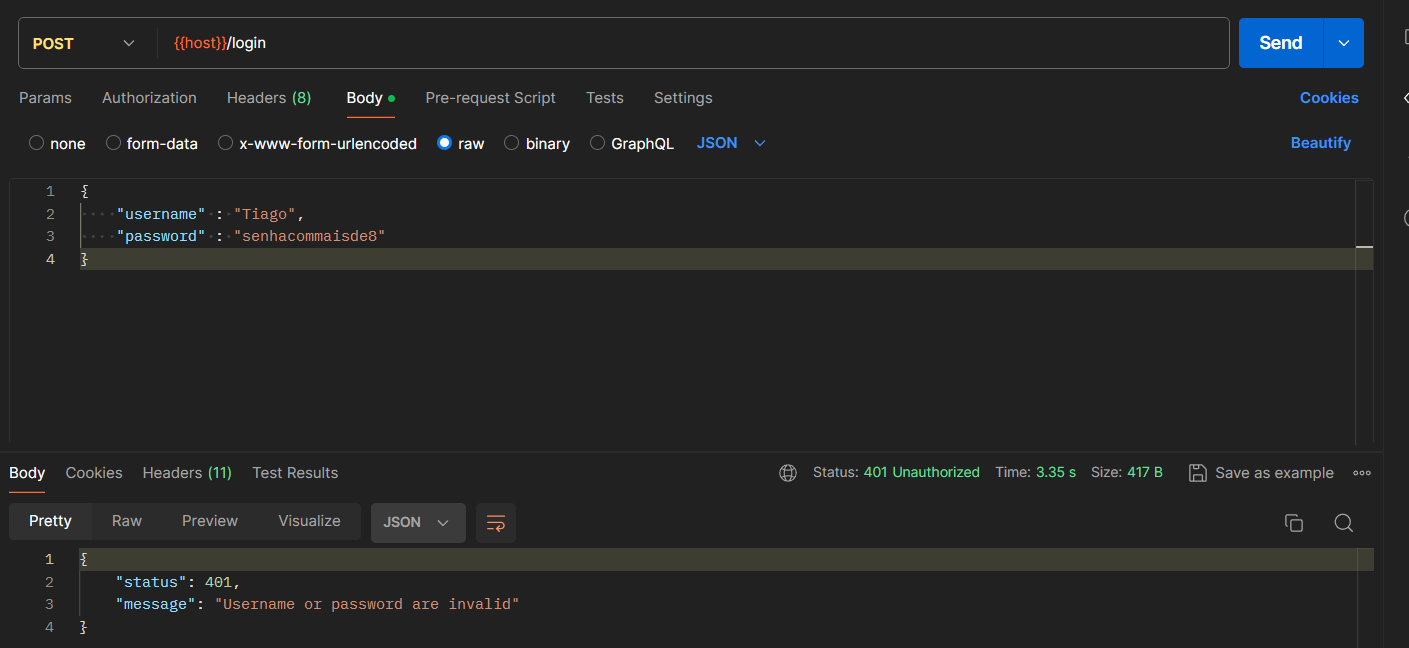 POST {{host}}/login Send
Params Authorization Headers (8) Body Pre-request Script Tests Settings Cookies
none form-data x-www-form-urlencoded raw binary GraphQL JSON Beautify
1 {
2 "username" : "Tiago",
3 "password" : "senhacommaisde8"
4 }
Body Cookies Headers (11) Test Results Status: 401 Unauthorized Time: 3.35 s Size: 417 B Save as example
Pretty Raw Preview Visualize JSON
1 {
2 "status": 401,
3 "message": "Username or password are invalid"
4 }